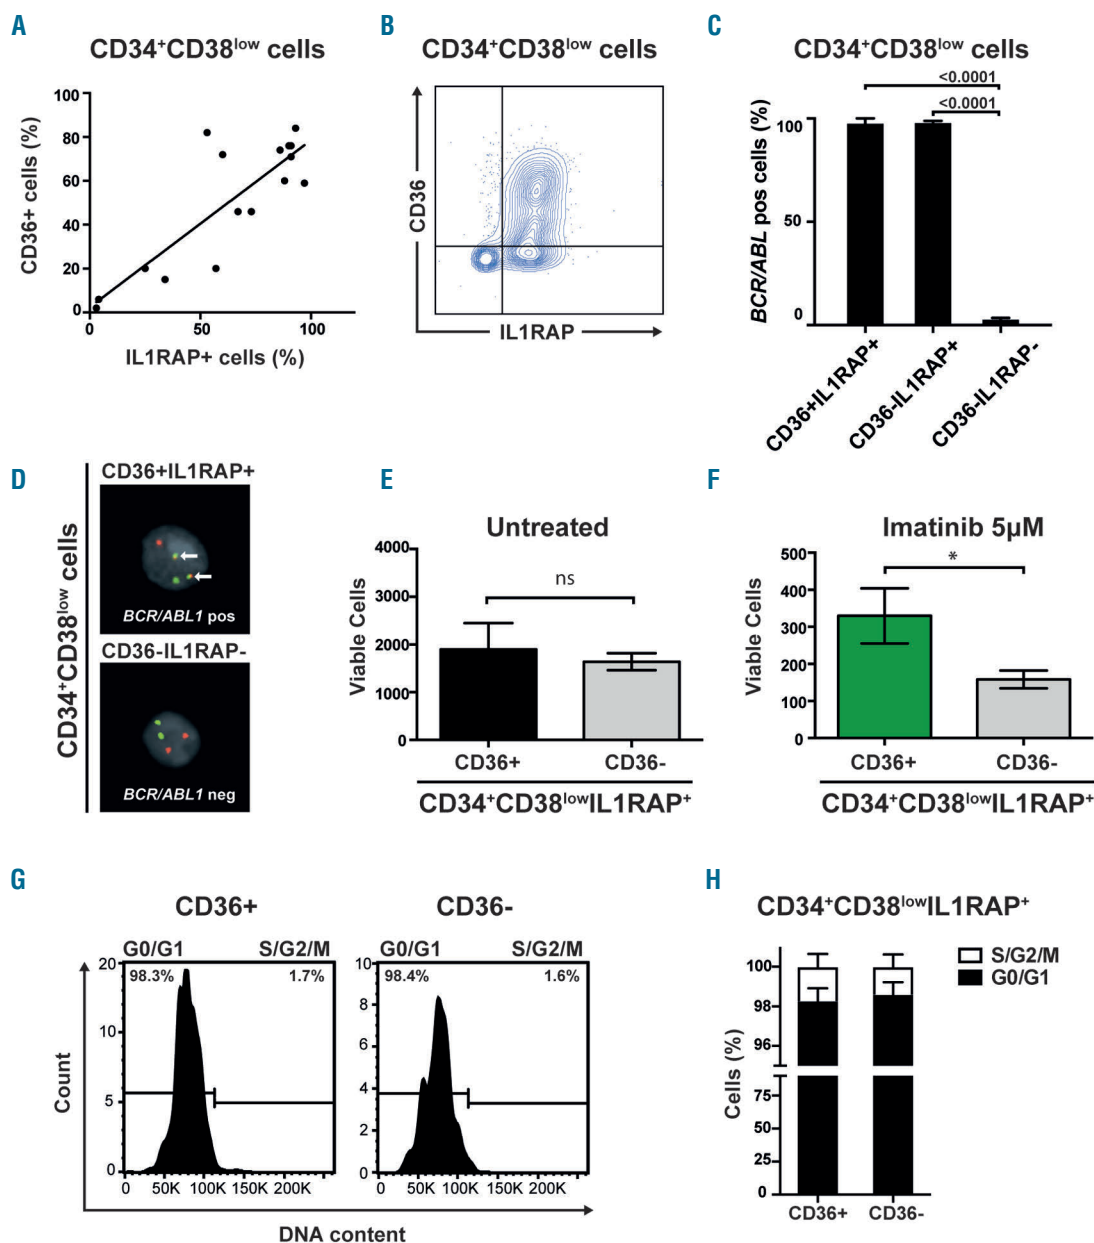 A
CD34+CD38low cells
CD36+ cells (%)
100
80
60
40
20
0
0
50
100
IL1RAP+ cells (%)
B
CD34+CD38low cells
CD36
IL1RAP
C
CD34+CD38low cells
<0.0001
<0.0001
BCR/ABL pos cells (%)
100
50
0
CD36+IL1RAP+
CD36-IL1RAP+
CD36-IL1RAP-
D
CD34+CD38low cells
CD36+IL1RAP+
BCR/ABL1 pos
CD36-IL1RAP-
BCR/ABL1 neg
E
Untreated
Viable Cells
4000
3000
2000
1000
0
ns
CD36+
CD36-
CD34+CD38lowIL1RAP+
F
Imatinib 5µM
Viable Cells
500
400
300
200
100
0
*
CD36+
CD36-
CD34+CD38lowIL1RAP+
G
CD36+
G0/G1
S/G2/M
98.3%
1.7%
Count
20
10
5
0
0
50K
100K
150K
200K
CD36-
G0/G1
S/G2/M
98.4%
1.6%
10
8
6
4
2
0
0
50K
100K
150K
200K
DNA content
H
CD34+CD38lowIL1RAP+
Cells (%)
100
98
96
75
50
25
0
CD36+
CD36-
S/G2/M
G0/G1